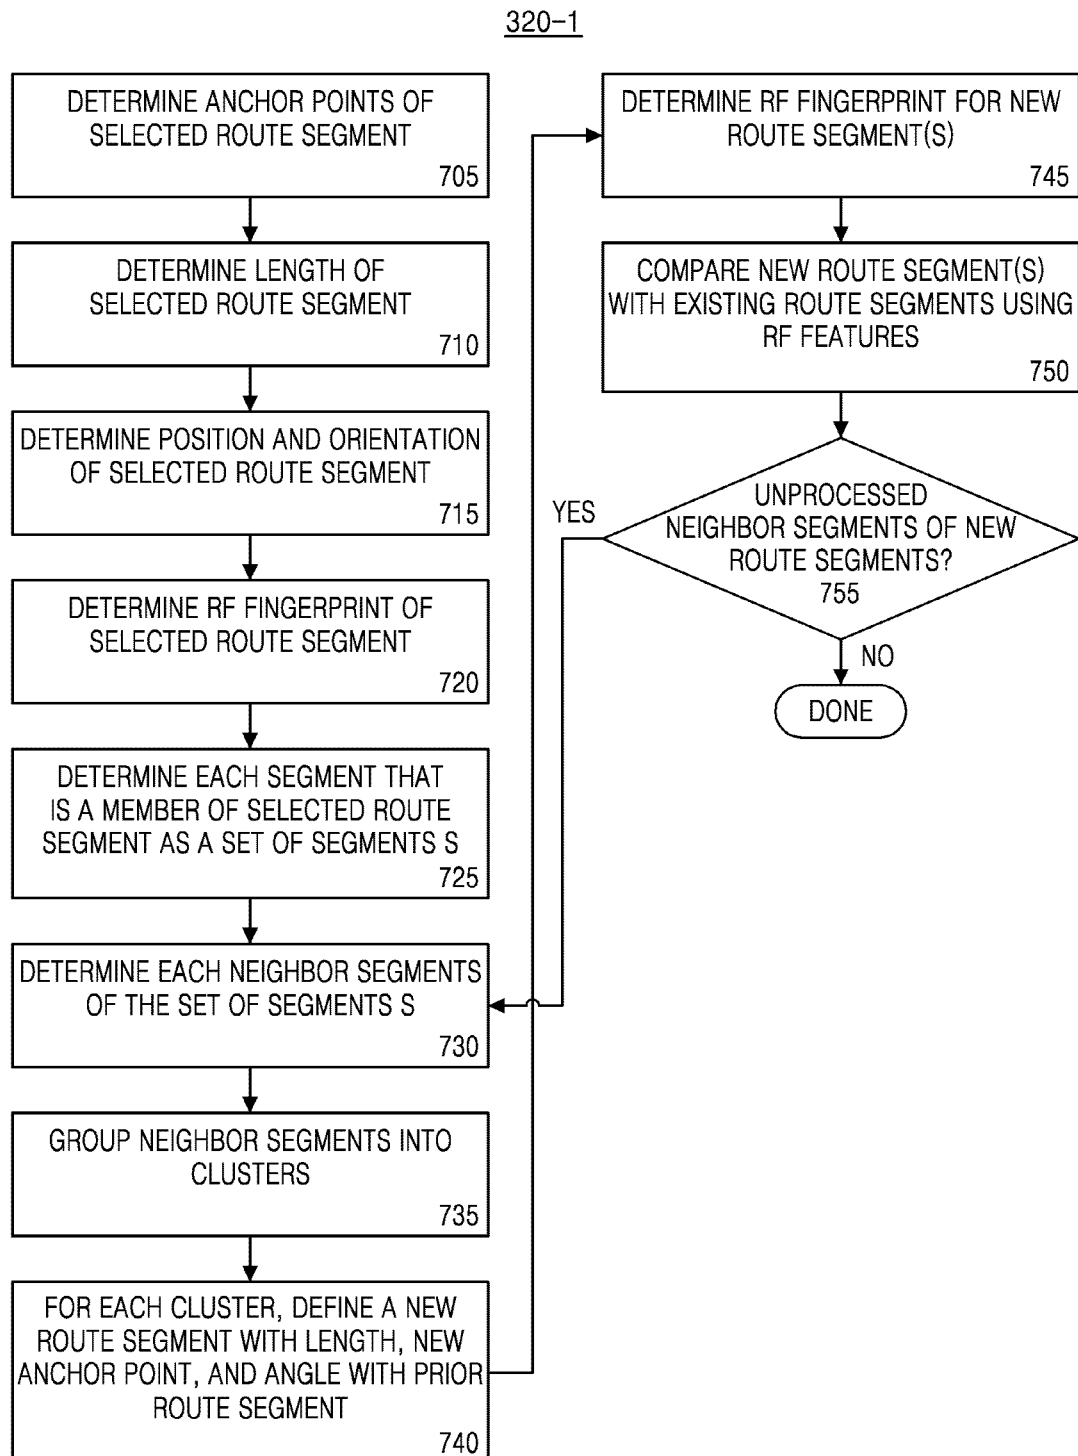 320-1
DETERMINE ANCHOR POINTS OF
SELECTED ROUTE SEGMENT
705
DETERMINE LENGTH OF
SELECTED ROUTE SEGMENT
710
DETERMINE POSITION AND ORIENTATION
OF SELECTED ROUTE SEGMENT
715
DETERMINE RF FINGERPRINT OF
SELECTED ROUTE SEGMENT
720
DETERMINE EACH SEGMENT THAT
IS A MEMBER OF SELECTED ROUTE
SEGMENT AS A SET OF SEGMENTS S
725
DETERMINE EACH NEIGHBOR SEGMENTS
OF THE SET OF SEGMENTS S
730
GROUP NEIGHBOR SEGMENTS INTO
CLUSTERS
735
FOR EACH CLUSTER, DEFINE A NEW
ROUTE SEGMENT WITH LENGTH, NEW
ANCHOR POINT, AND ANGLE WITH PRIOR
ROUTE SEGMENT
740
DETERMINE RF FINGERPRINT FOR NEW
ROUTE SEGMENT(S)
745
COMPARE NEW ROUTE SEGMENT(S)
WITH EXISTING ROUTE SEGMENTS USING
RF FEATURES
750
UNPROCESSED
NEIGHBOR SEGMENTS OF NEW
ROUTE SEGMENTS?
755
YES
NO
DONE